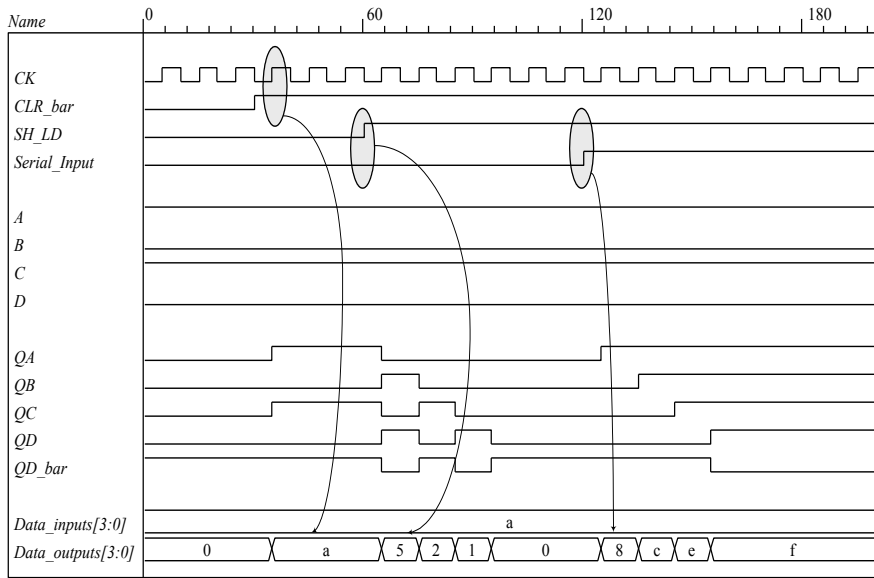 Name 0 60 120 180
CK
CLR_bar
SH_LD
Serial_Input
A
B
C
D
QA
QB
QC
QD
QD_bar
Data_inputs[3:0] a
Data_outputs[3:0] 0 a 5 2 1 0 8 c e f